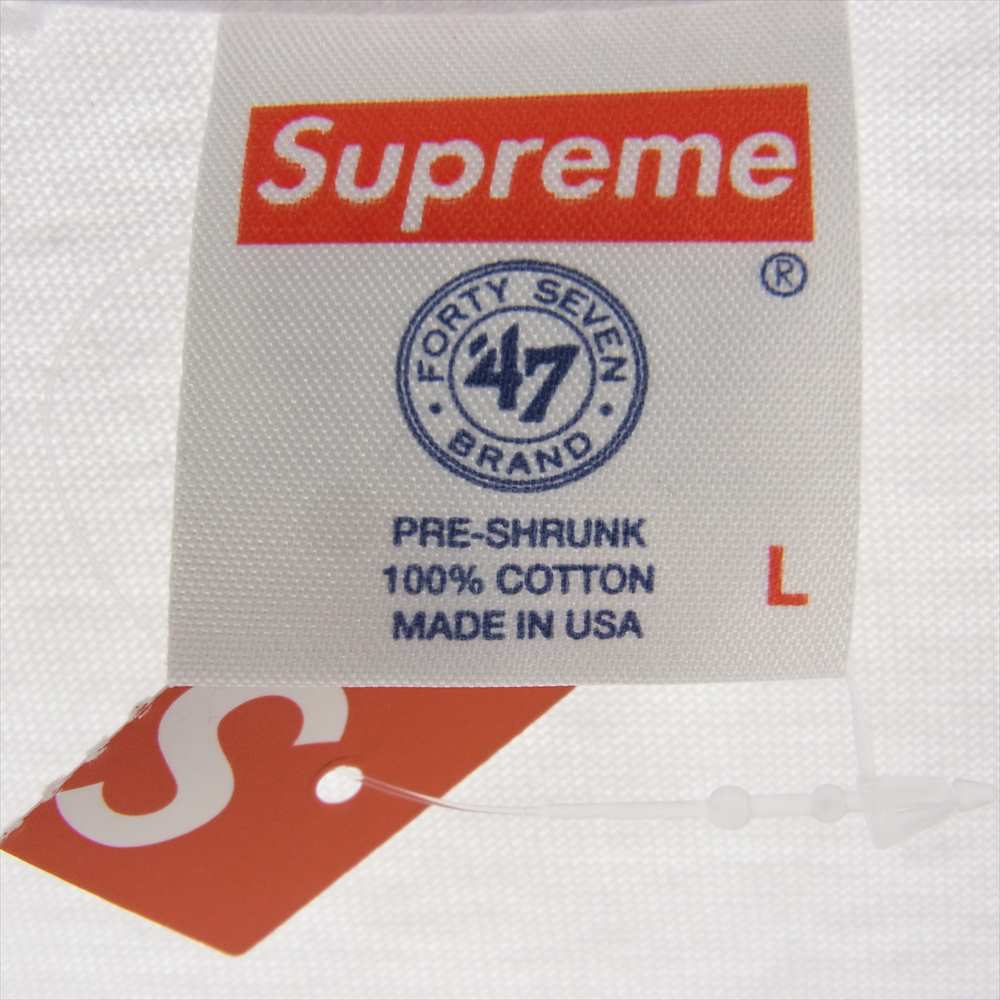 Supreme
®
FORTY SEVEN
'47
BRAND
PRE-SHRUNK
100% COTTON
MADE IN USA
L
S